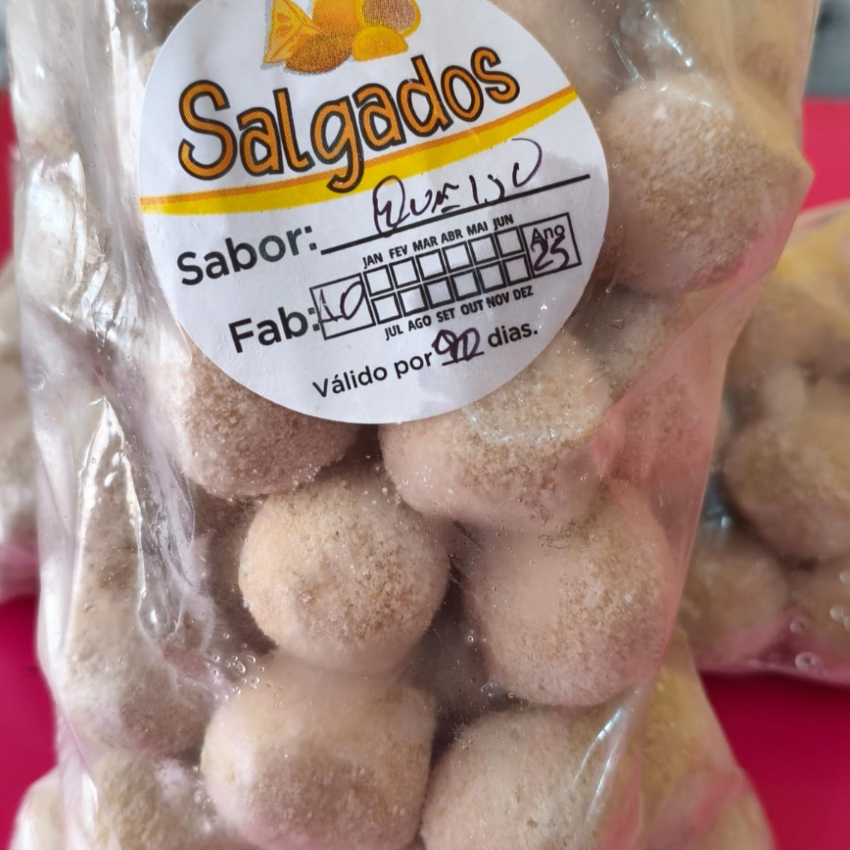 Salgados
Sabor: Queijo
JAN FEV MAR ABR MAI JUN Ano
Fab: 10 25
JUL AGO SET OUT NOV DEZ
Válido por 90 dias.